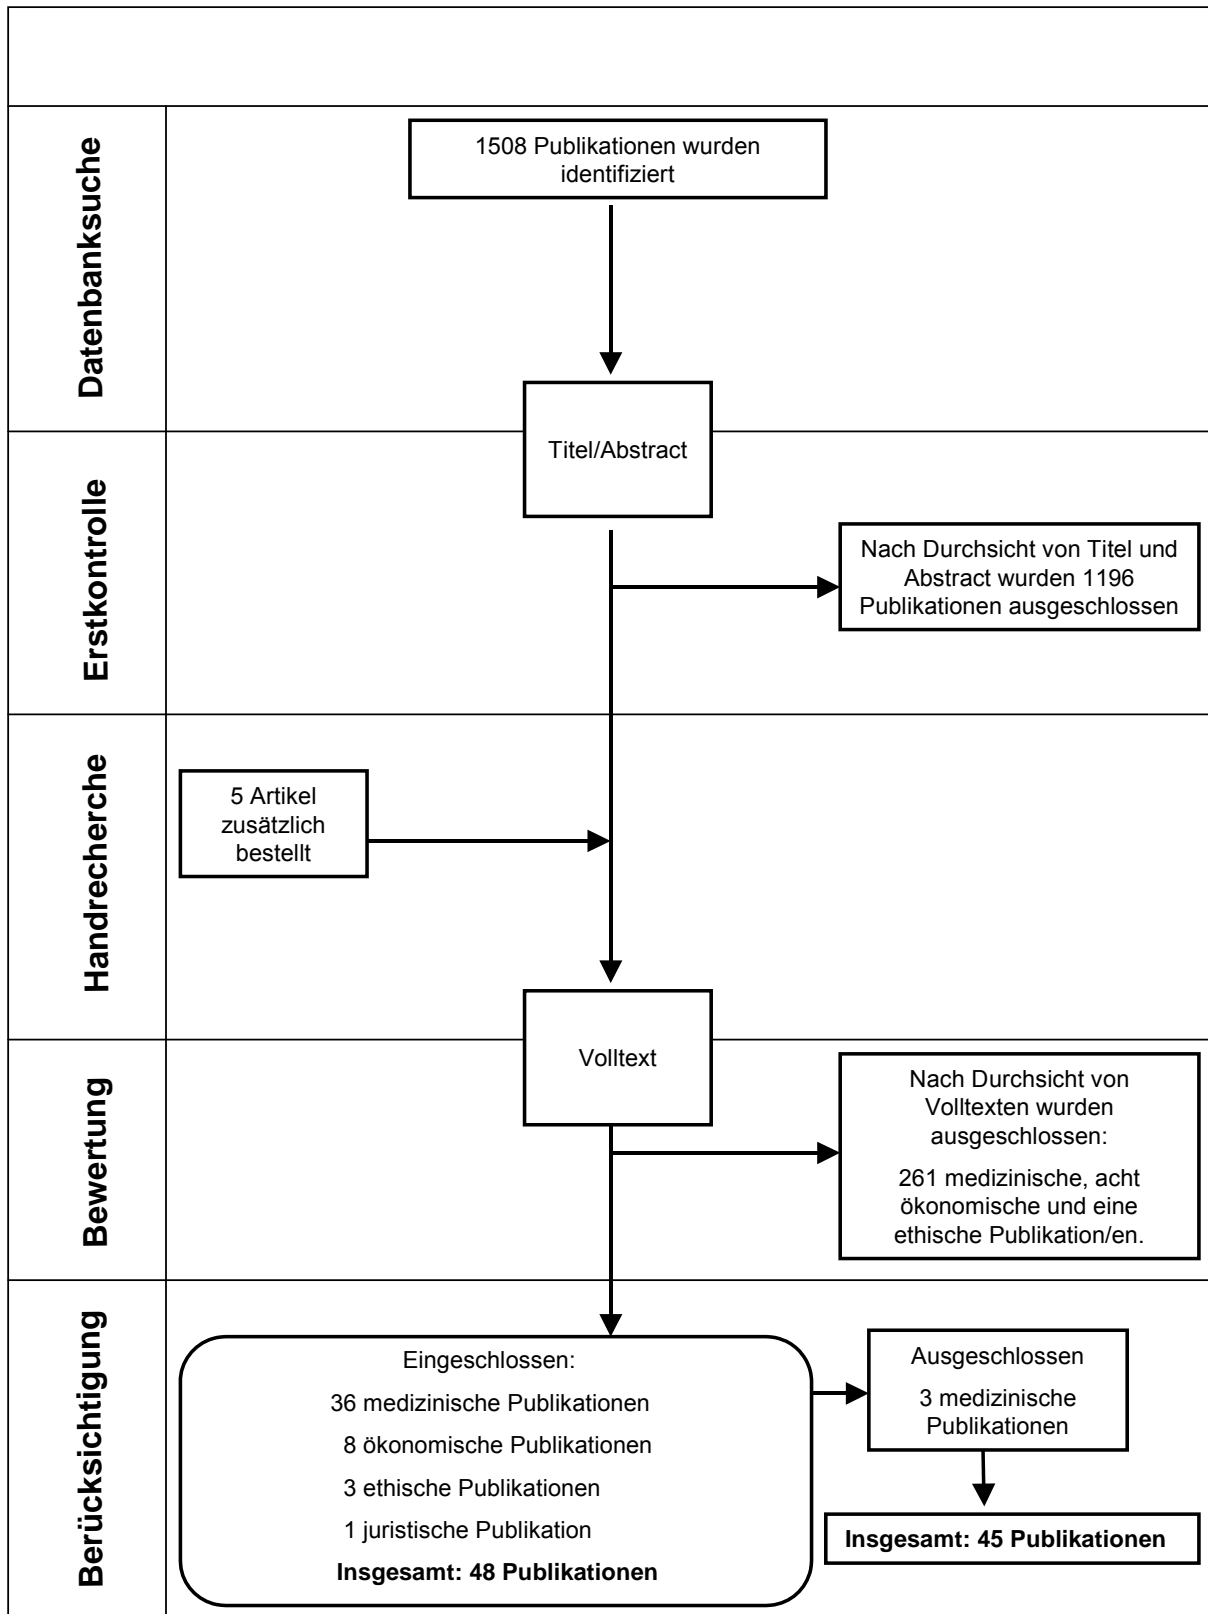 Datenbanksuche
1508 Publikationen wurden
identifiziert
Titel/Abstract
Erstkontrolle
Nach Durchsicht von Titel und
Abstract wurden 1196
Publikationen ausgeschlossen
Handrecherche
5 Artikel
zusätzlich
bestellt
Volltext
Bewertung
Nach Durchsicht von
Volltexten wurden
ausgeschlossen:
261 medizinische, acht
ökonomische und eine
ethische Publikation/en.
Berücksichtigung
Eingeschlossen:
36 medizinische Publikationen
8 ökonomische Publikationen
3 ethische Publikationen
1 juristische Publikation
Insgesamt: 48 Publikationen
Ausgeschlossen
3 medizinische
Publikationen
Insgesamt: 45 Publikationen